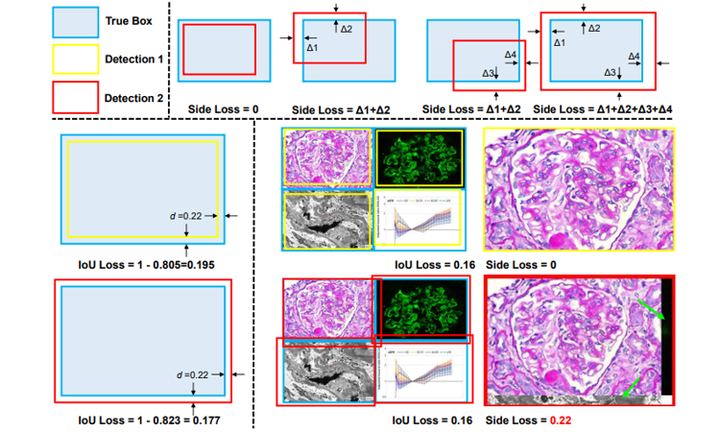 True Box
Detection 1
Detection 2
Δ1
Δ2
Δ4
Δ3
Δ1
Δ2
Δ4
Δ3
Side Loss = 0
Side Loss = Δ1+Δ2
Side Loss = Δ1+Δ2
Side Loss = Δ1+Δ2+Δ3+Δ4
d =0.22
IoU Loss = 1 - 0.805=0.195
IoU Loss = 0.16
Side Loss = 0
d =0.22
IoU Loss = 1 - 0.823 = 0.177
IoU Loss = 0.16
Side Loss = 0.22